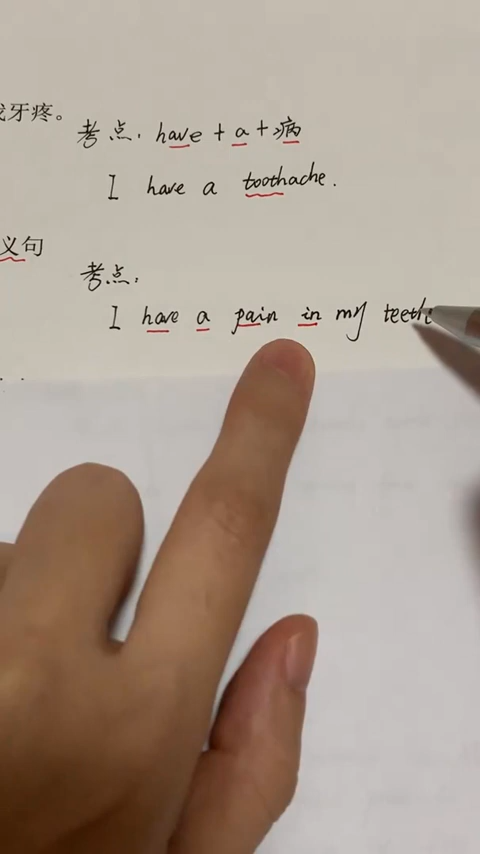 牙疼。
考点: have + a + 病
I have a toothache.
义句
考点:
I have a pain in my teeth
..